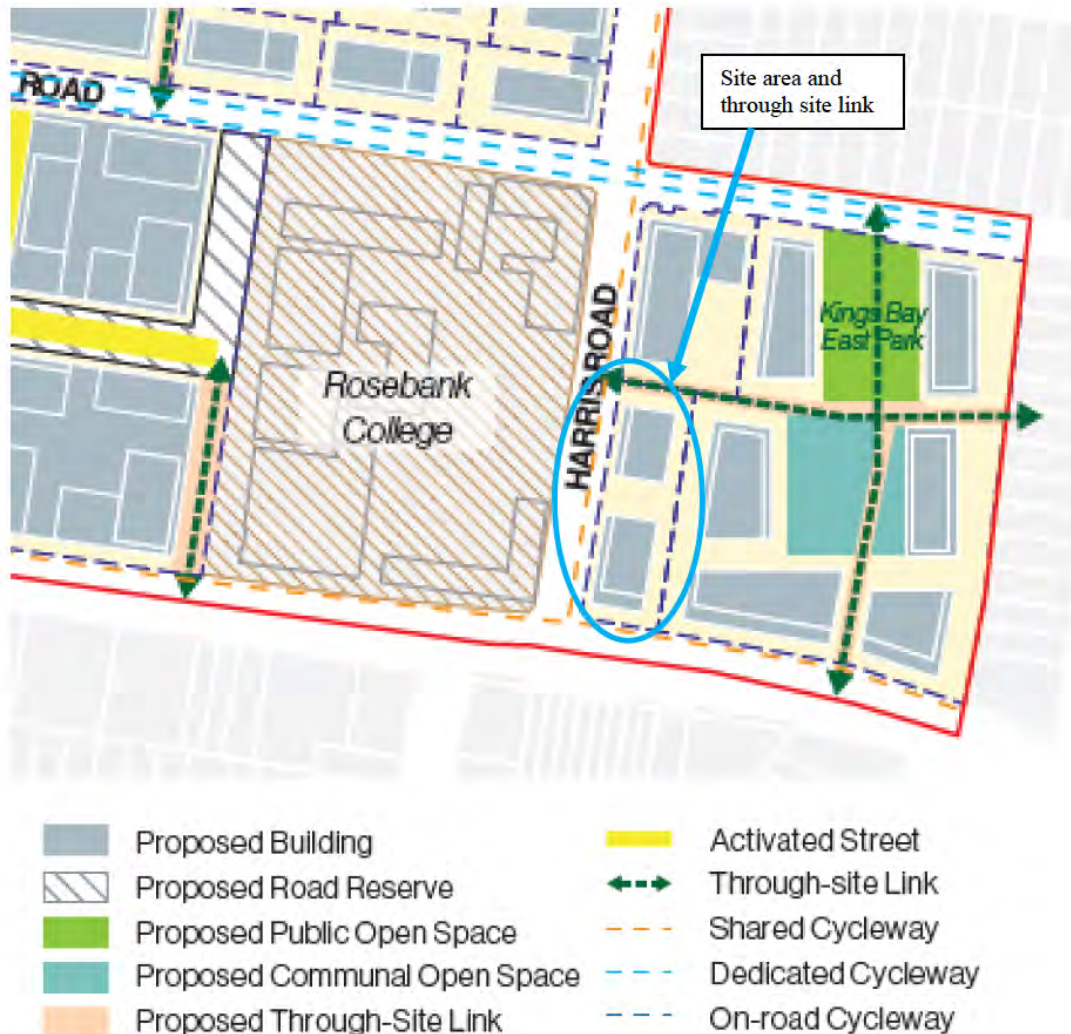 Site area and
through site link
ROAD
Kings Bay
East Park
HARRIS ROAD
Rosebank
College
Proposed Building
Proposed Road Reserve
Proposed Public Open Space
Proposed Communal Open Space
Proposed Through-Site Link
Activated Street
Through-site Link
Shared Cycleway
Dedicated Cycleway
On-road Cycleway